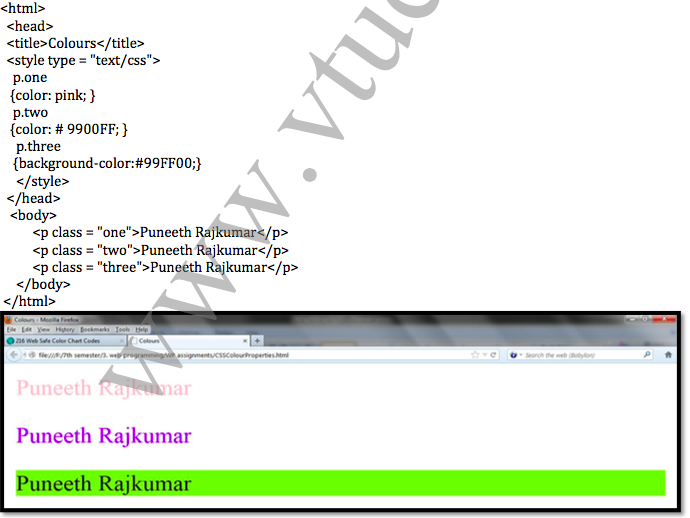 <html>
<head>
<title>Colours</title>
<style type = "text/css">
p.one
{color: pink; }
p.two
{color: # 9900FF; }
p.three
{background-color:#99FF00;}
</style>
</head>
<body>
<p class = "one">Puneeth Rajkumar</p>
<p class = "two">Puneeth Rajkumar</p>
<p class = "three">Puneeth Rajkumar</p>
</body>
</html>
www.vtuc
Colours - Mozilla Firefox
File Edit View History Bookmarks Tools Help
216 Web Safe Color Chart Codes Colours
file:///F:/7th semester/3. web programming/WP assignments/CSSColourProperties.html Search the web (Babylon)
Puneeth Rajkumar
Puneeth Rajkumar
Puneeth Rajkumar